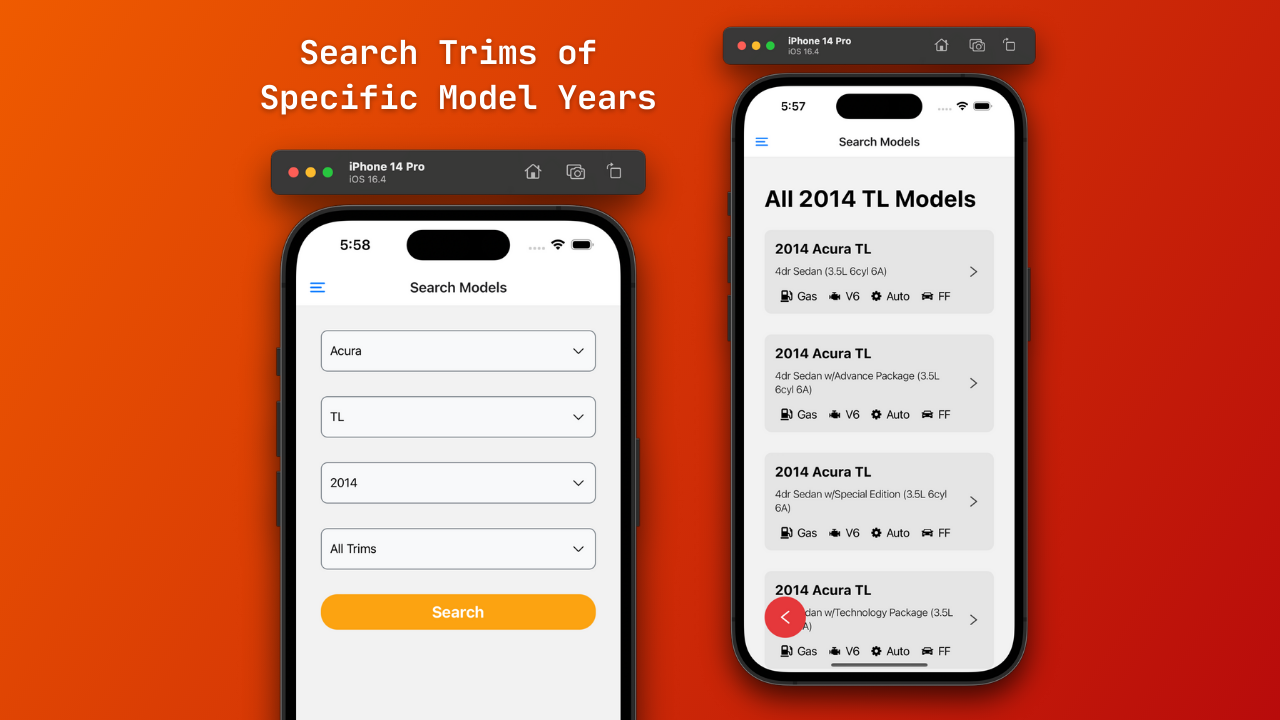 Search Trims of
Specific Model Years
iPhone 14 Pro
iOS 16.4
5:58
Search Models
Acura
TL
2014
All Trims
Search
iPhone 14 Pro
iOS 16.4
5:57
Search Models
All 2014 TL Models
2014 Acura TL
4dr Sedan (3.5L 6cyl 6A)
Gas V6 Auto FF
2014 Acura TL
4dr Sedan w/Advance Package (3.5L
6cyl 6A)
Gas V6 Auto FF
2014 Acura TL
4dr Sedan w/Special Edition (3.5L 6cyl
6A)
Gas V6 Auto FF
2014 Acura TL
dan w/Technology Package (3.5L
A)
Gas V6 Auto FF